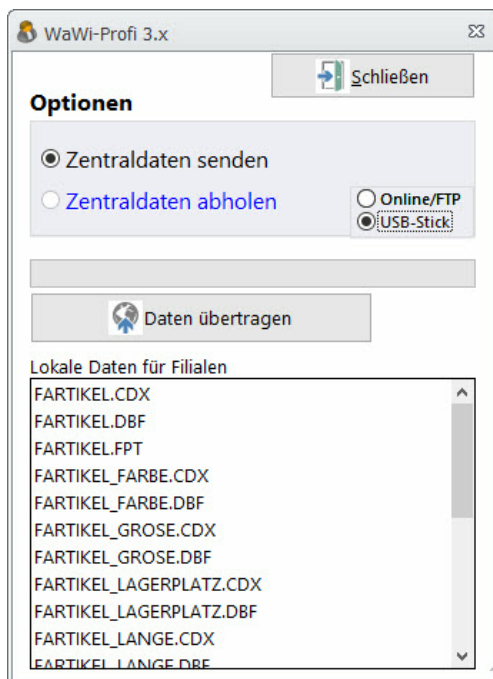 WaWi-Profi 3.x
Schließen
Optionen
Zentraldaten senden
Zentraldaten abholen
Online/FTP
USB-Stick
Daten übertragen
Lokale Daten für Filialen
FARTIKEL.CDX
FARTIKEL.DBF
FARTIKEL.FPT
FARTIKEL_FARBE.CDX
FARTIKEL_FARBE.DBF
FARTIKEL_GROSE.CDX
FARTIKEL_GROSE.DBF
FARTIKEL_LAGERPLATZ.CDX
FARTIKEL_LAGERPLATZ.DBF
FARTIKEL_LANGE.CDX
FARTIKEL_LANGE.DBF